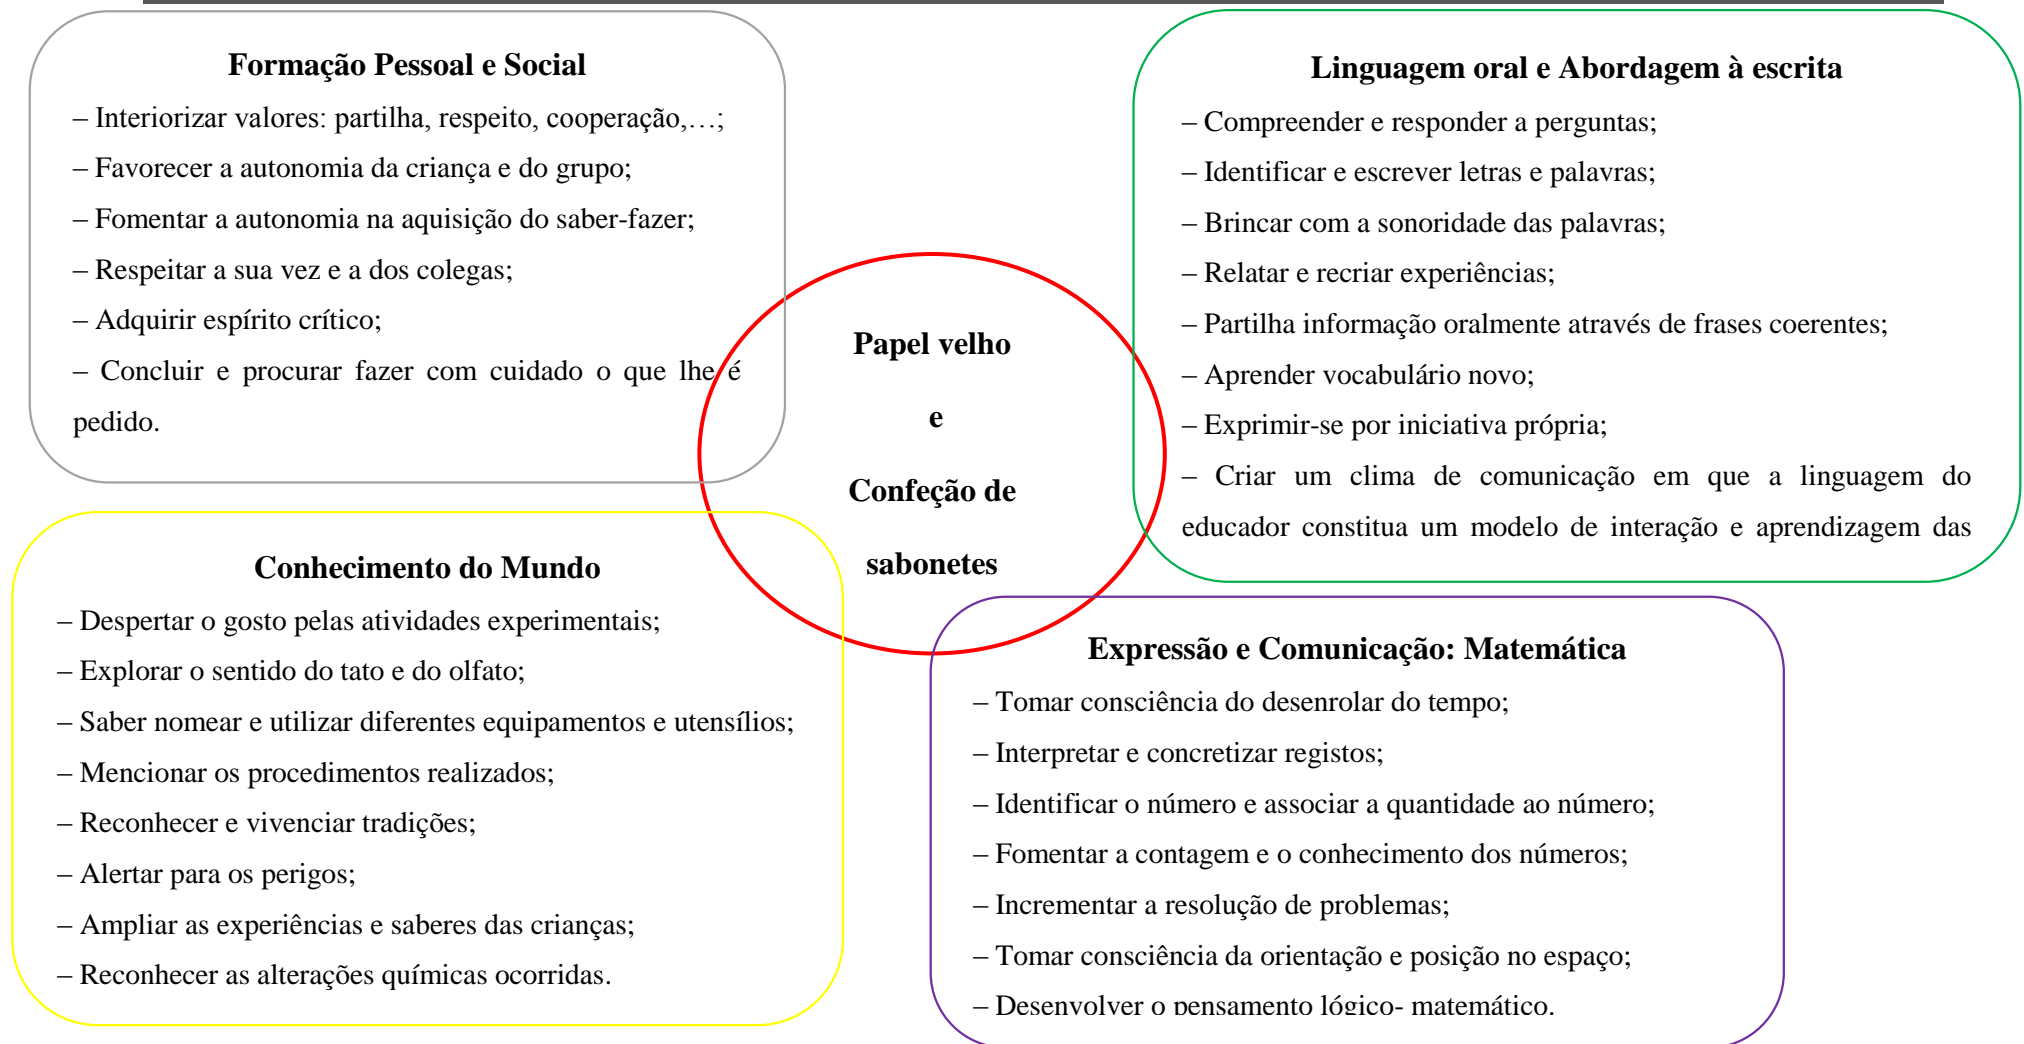 Formação Pessoal e Social
– Interiorizar valores: partilha, respeito, cooperação,…;
– Favorecer a autonomia da criança e do grupo;
– Fomentar a autonomia na aquisição do saber-fazer;
– Respeitar a sua vez e a dos colegas;
– Adquirir espírito crítico;
– Concluir e procurar fazer com cuidado o que lhe é
pedido.
Linguagem oral e Abordagem à escrita
– Compreender e responder a perguntas;
– Identificar e escrever letras e palavras;
– Brincar com a sonoridade das palavras;
– Relatar e recriar experiências;
– Partilha informação oralmente através de frases coerentes;
– Aprender vocabulário novo;
– Exprimir-se por iniciativa própria;
– Criar um clima de comunicação em que a linguagem do
educador constitua um modelo de interação e aprendizagem das
Papel velho
e
Confeção de
sabonetes
Conhecimento do Mundo
– Despertar o gosto pelas atividades experimentais;
– Explorar o sentido do tato e do olfato;
– Saber nomear e utilizar diferentes equipamentos e utensílios;
– Mencionar os procedimentos realizados;
– Reconhecer e vivenciar tradições;
– Alertar para os perigos;
– Ampliar as experiências e saberes das crianças;
– Reconhecer as alterações químicas ocorridas.
Expressão e Comunicação: Matemática
– Tomar consciência do desenrolar do tempo;
– Interpretar e concretizar registos;
– Identificar o número e associar a quantidade ao número;
– Fomentar a contagem e o conhecimento dos números;
– Incrementar a resolução de problemas;
– Tomar consciência da orientação e posição no espaço;
– Desenvolver o pensamento lógico- matemático.